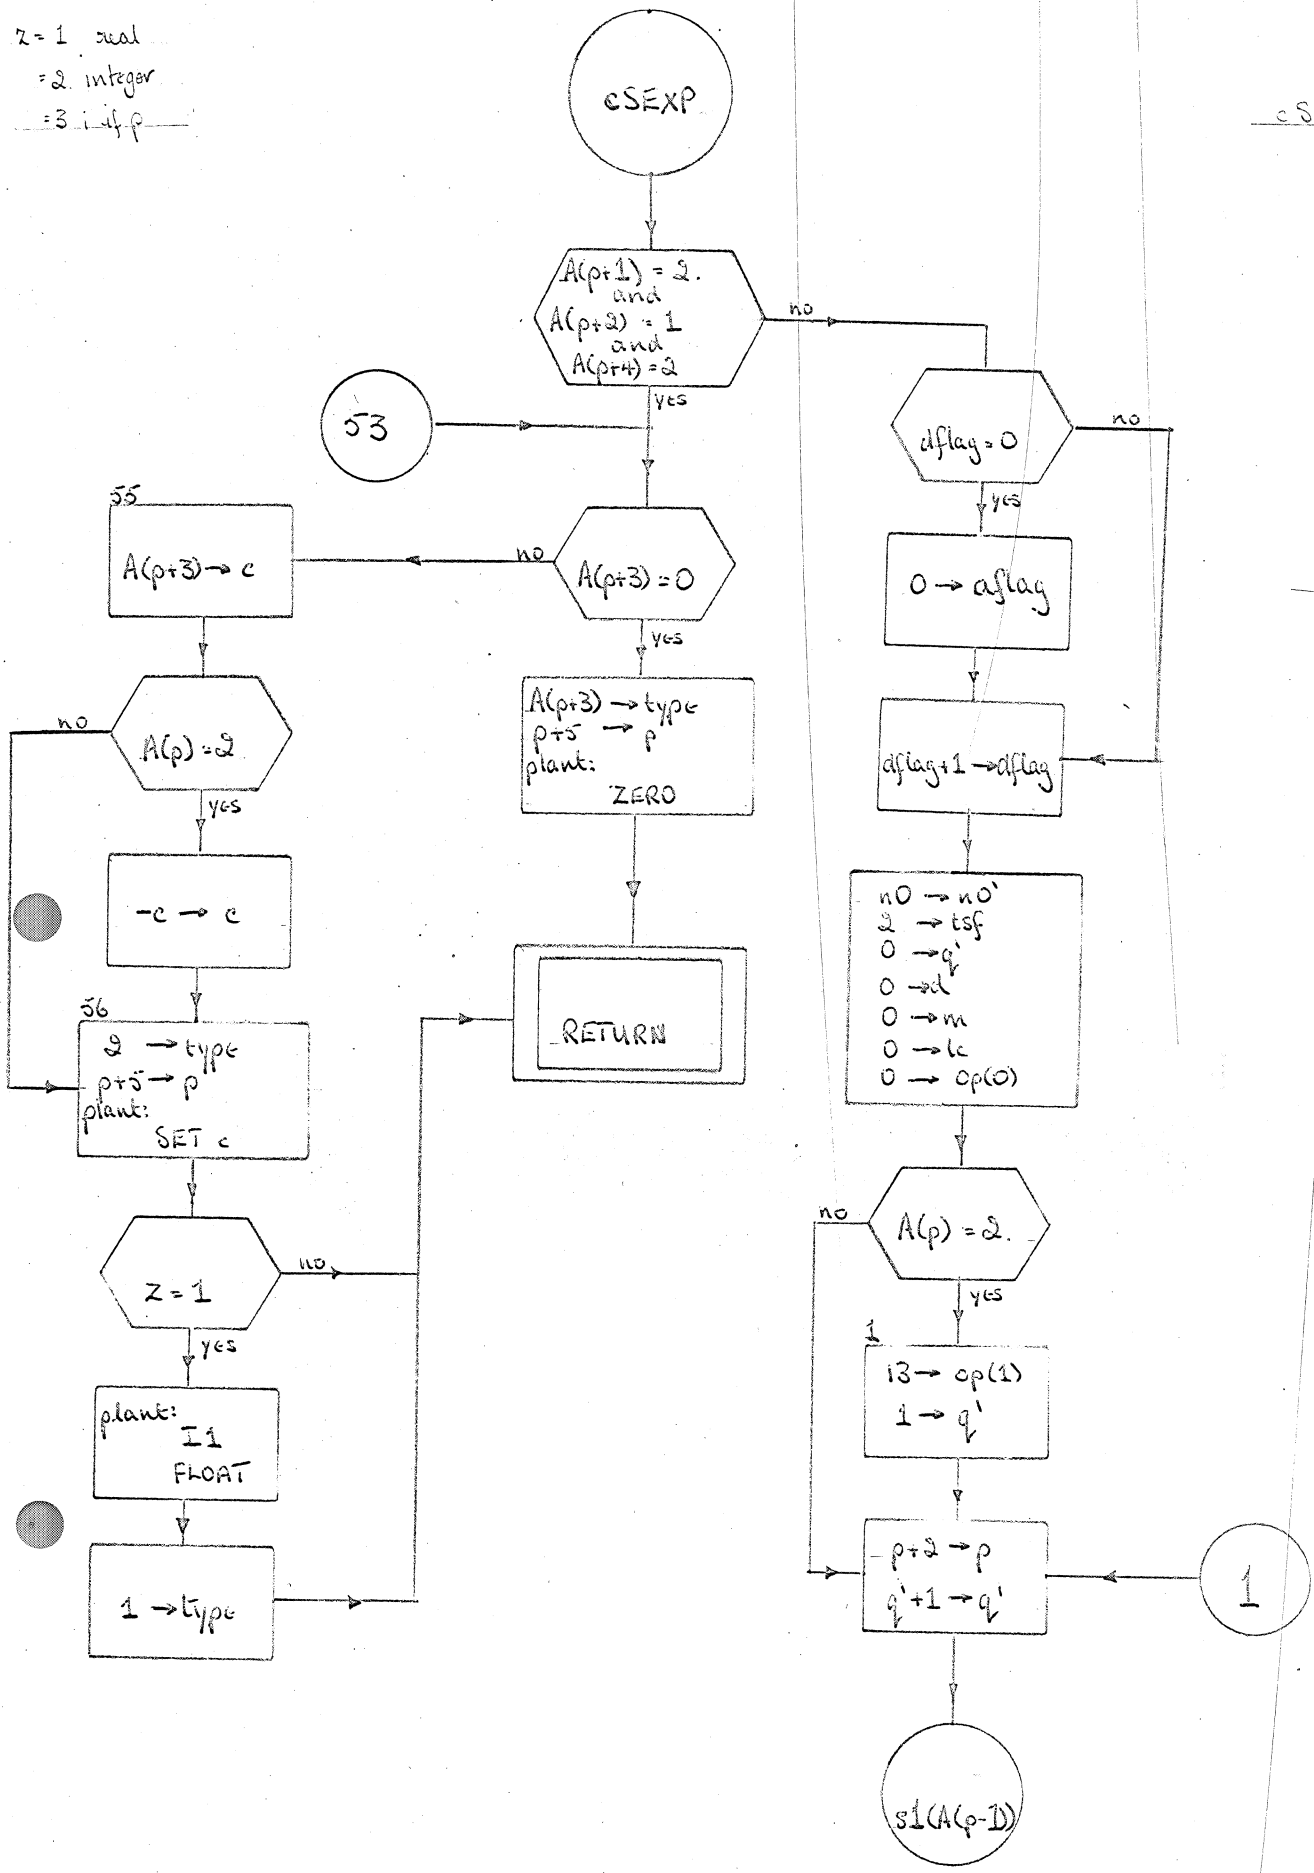 z = 1 real
= 2. integer
= 3 i if p
cSEXP
c S
A(p+1) = 2.
and
A(p+2) = 1
and
A(p+4) = 2
no
yes
53
dflag = 0
no
yes
55
A(p+3) → c
no
A(p+3) = 0
yes
0 → aflag
A(p) = 2
no
yes
A(p+3) → type
p+5 → p
plant:
ZERO
dflag+1 → dflag
-c → c
n0 → n0'
2 → tsf
0 → q'
0 → d
0 → m
0 → lc
0 → op(0)
56
2 → type
p+5 → p
plant:
SET c
RETURN
A(p) = 2.
no
yes
z = 1
no
yes
1
13 → op(1)
1 → q'
plant:
I1
FLOAT
p+2 → p
q'+1 → q'
1
1 → type
s1(A(p-1))